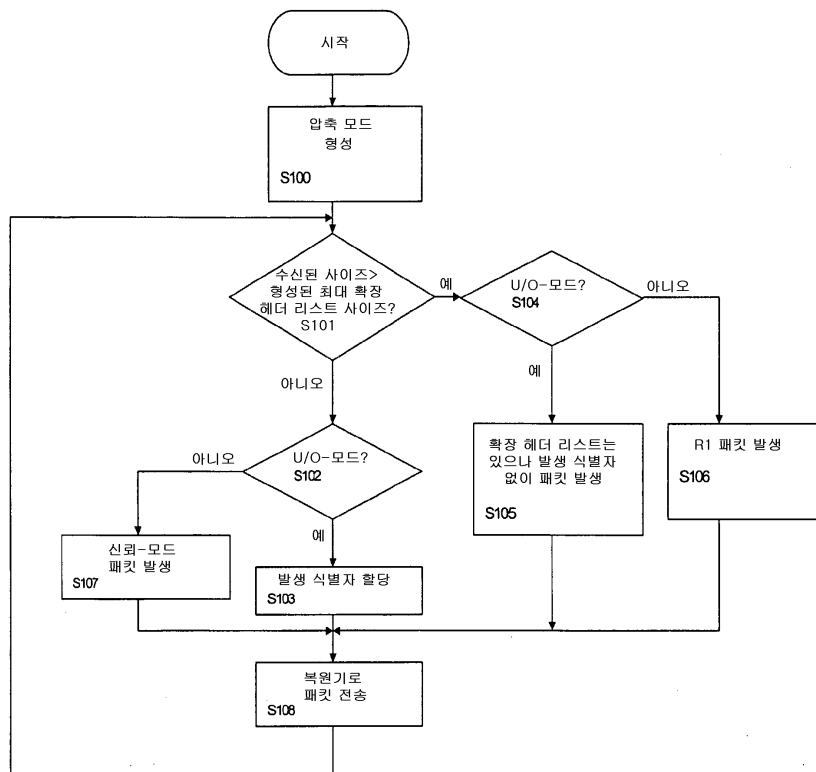 시작
압축 모드
형성
S100
수신된 사이즈>
형성된 최대 확장
헤더 리스트 사이즈?
S101
예
U/O-모드?
S104
아니오
예
아니오
확장 헤더 리스트는
있으나 발생 식별자
없이 패킷 발생
S105
R1 패킷 발생
S106
U/O-모드?
S102
아니오
예
신뢰-모드
패킷 발생
S107
발생 식별자 할당
S103
복원기로
패킷 전송
S108